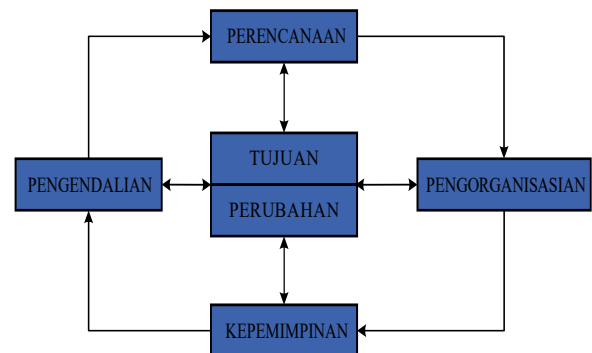 PERENCANAAN
TUJUAN
PENGENDALIAN
PENGORGANISASIAN
PERUBAHAN
KEPEMIMPINAN